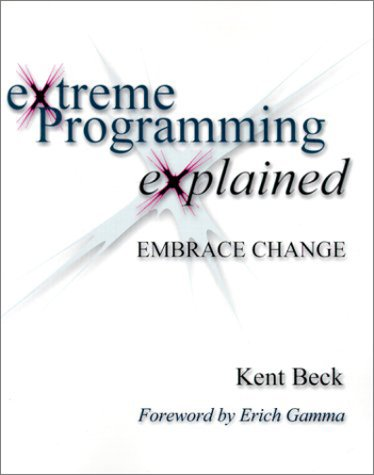 extreme
Programming
explained
EMBRACE CHANGE
Kent Beck
Foreword by Erich Gamma